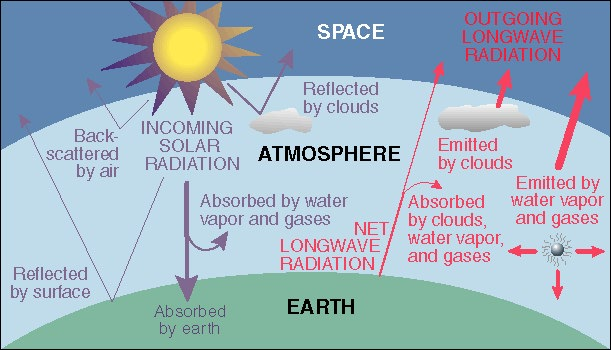 SPACE
OUTGOING
LONGWAVE
RADIATION
Reflected
by clouds
Back-
scattered
by air
INCOMING
SOLAR
RADIATION
ATMOSPHERE
Emitted
by clouds
Absorbed by water
vapor and gases
NET
LONGWAVE
RADIATION
Absorbed
by clouds,
water vapor,
and gases
Emitted by
water vapor
and gases
Reflected
by surface
Absorbed
by earth
EARTH